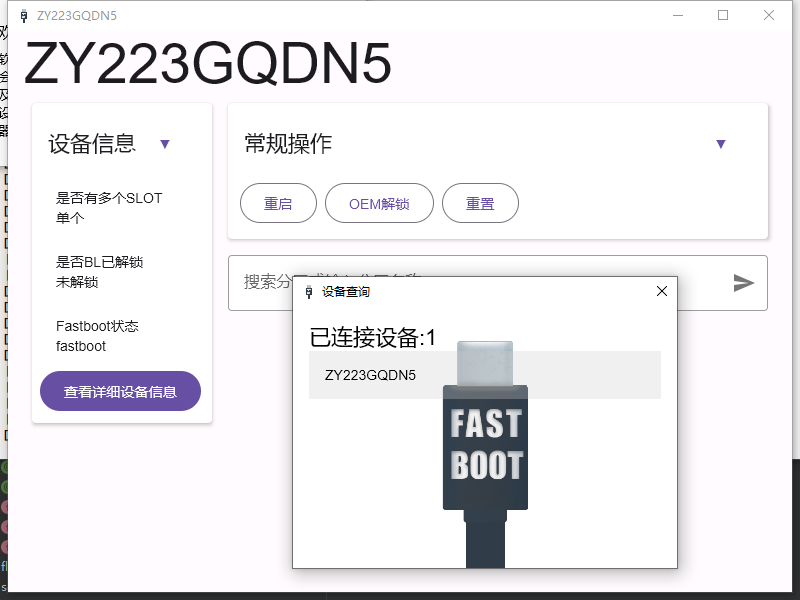 ZY223GQDN5
ZY223GQDN5
设备信息
是否有多个SLOT
单个
是否BL已解锁
未解锁
Fastboot状态
fastboot
查看详细设备信息
常规操作
重启
OEM解锁
重置
搜索分
设备查询
已连接设备:1
ZY223GQDN5
FAST
BOOT